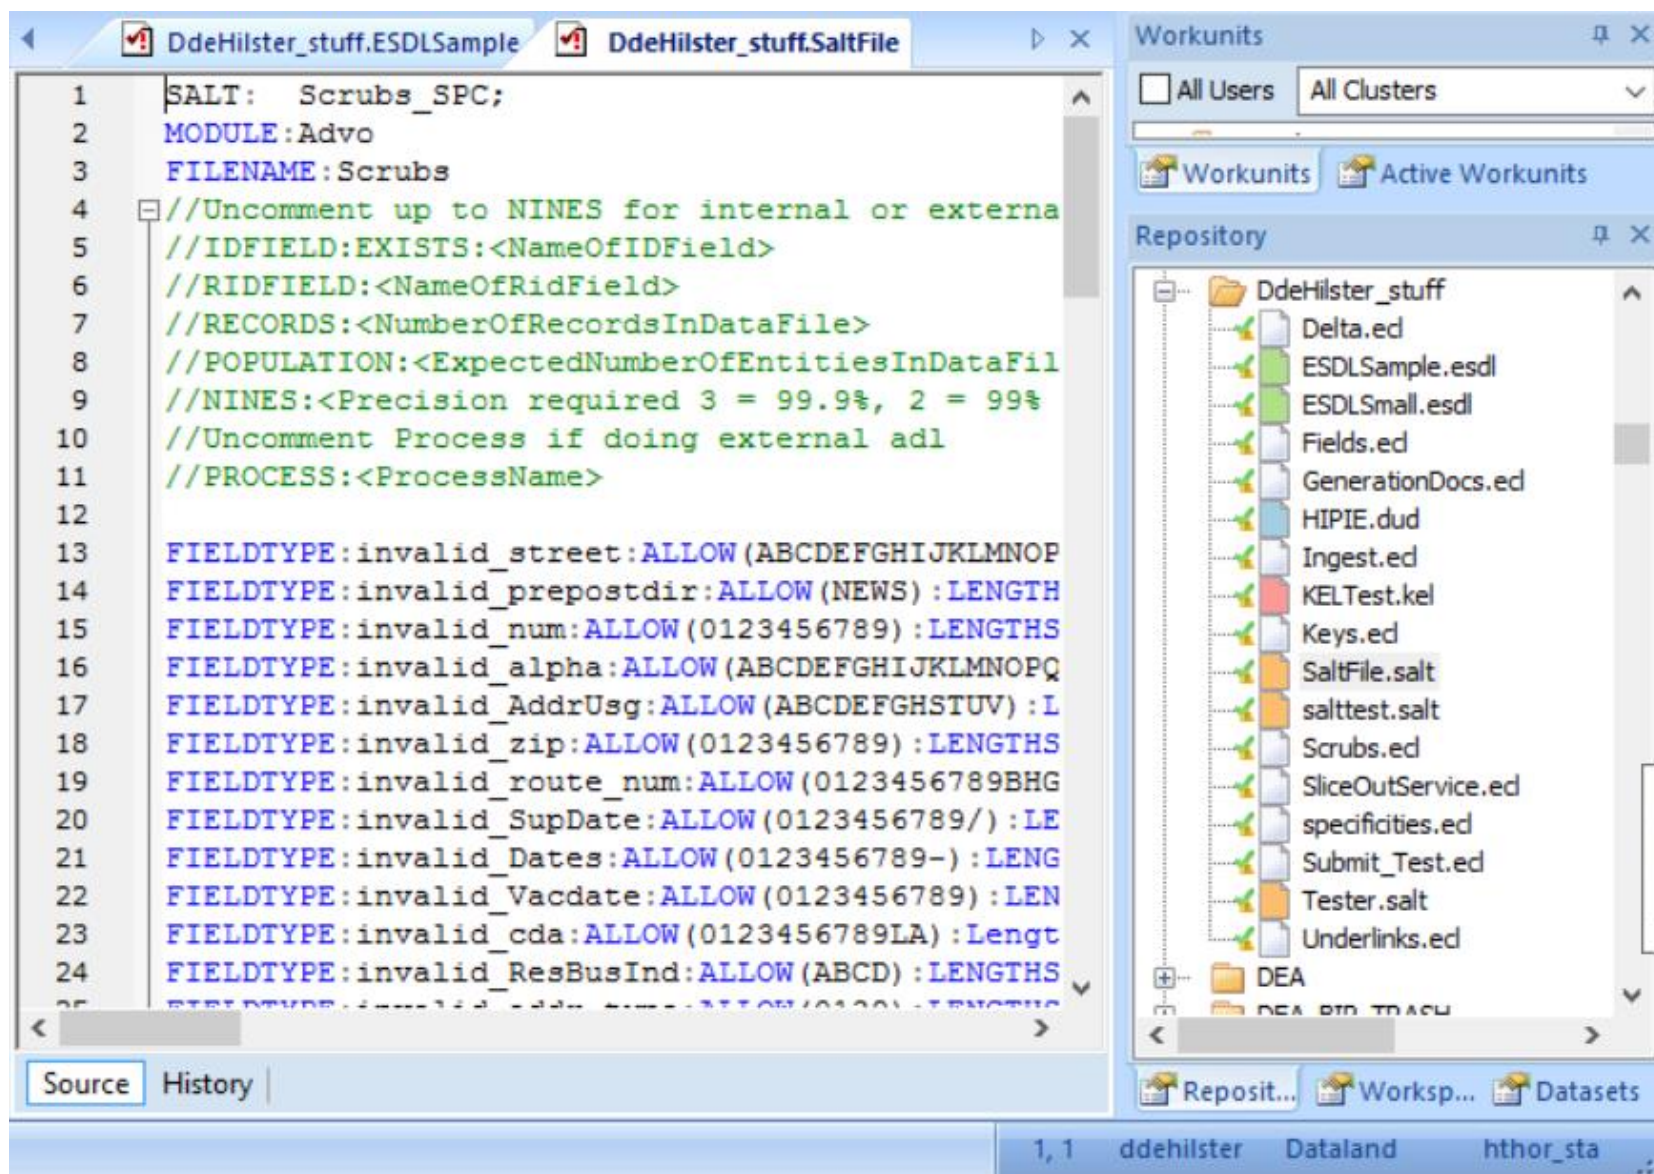 DdeHilster_stuff.ESDLSample
DdeHilster_stuff.SaltFile
1 SALT:  Scrubs_SPC;
2 MODULE:Advo
3 FILENAME:Scrubs
4 //Uncomment up to NINES for internal or externa
5 //IDFIELD:EXISTS:<NameOfIDField>
6 //RIDFIELD:<NameOfRidField>
7 //RECORDS:<NumberOfRecordsInDataFile>
8 //POPULATION:<ExpectedNumberOfEntitiesInDataFil
9 //NINES:<Precision required 3 = 99.9%, 2 = 99%
10 //Uncomment Process if doing external adl
11 //PROCESS:<ProcessName>
12
13 FIELDTYPE:invalid_street:ALLOW(ABCDEFGHIJKLMNOP
14 FIELDTYPE:invalid_prepostdir:ALLOW(NEWS):LENGTH
15 FIELDTYPE:invalid_num:ALLOW(0123456789):LENGTHS
16 FIELDTYPE:invalid_alpha:ALLOW(ABCDEFGHIJKLMNOPQ
17 FIELDTYPE:invalid_AddrUsg:ALLOW(ABCDEFGHSTUV):L
18 FIELDTYPE:invalid_zip:ALLOW(0123456789):LENGTHS
19 FIELDTYPE:invalid_route_num:ALLOW(0123456789BHG
20 FIELDTYPE:invalid_SupDate:ALLOW(0123456789/):LE
21 FIELDTYPE:invalid_Dates:ALLOW(0123456789-):LENG
22 FIELDTYPE:invalid_Vacdate:ALLOW(0123456789):LEN
23 FIELDTYPE:invalid_cda:ALLOW(0123456789LA):Lengt
24 FIELDTYPE:invalid_ResBusInd:ALLOW(ABCD):LENGTHS
Source History
Workunits
All Users All Clusters
Workunits Active Workunits
Repository
DdeHilster_stuff
Delta.ecl
ESDLSample.esdl
ESDLSmall.esdl
Fields.ecl
GenerationDocs.ecl
HIPIE.dud
Ingest.ecl
KELTest.kel
Keys.ecl
SaltFile.salt
salttest.salt
Scrubs.ecl
SliceOutService.ecl
specificities.ecl
Submit_Test.ecl
Tester.salt
Underlinks.ecl
DEA
Reposit... Worksp... Datasets
1, 1 ddehilster Dataland hthor_sta